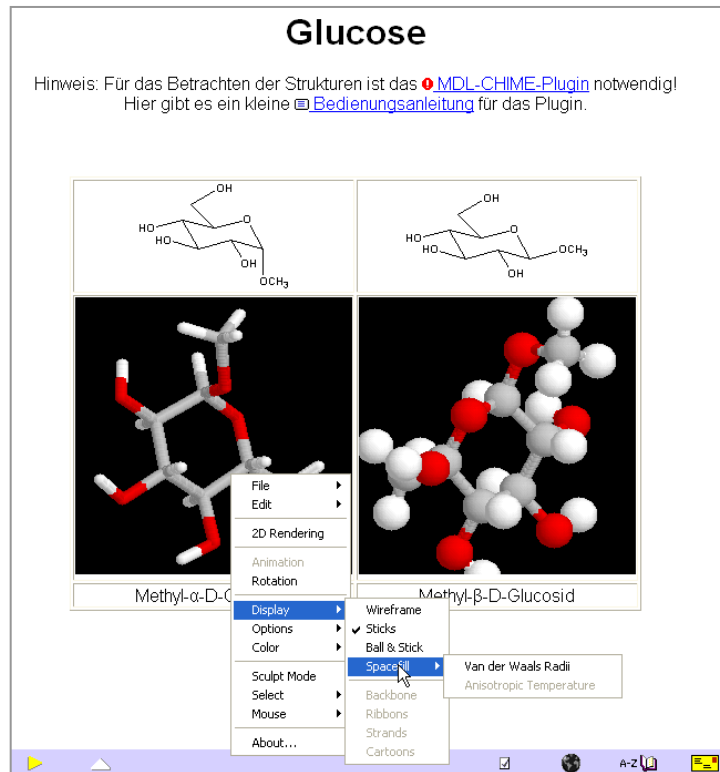 Glucose
Hinweis: Für das Betrachten der Strukturen ist das MDL-CHIME-Plugin notwendig!
Hier gibt es ein kleine Bedienungsanleitung für das Plugin.
OH
HO
O
HO
OH
OCH3
OH
HO
O
HO
OCH3
OH
File
Edit
2D Rendering
Animation
Rotation
Display
Options
Color
Sculpt Mode
Select
Mouse
About...
Wireframe
Sticks
Ball & Stick
Spacefill
Backbone
Ribbons
Strands
Cartoons
Van der Waals Radii
Anisotropic Temperature
Methyl-α-D-G
Methyl-β-D-Glucosid
A-Z